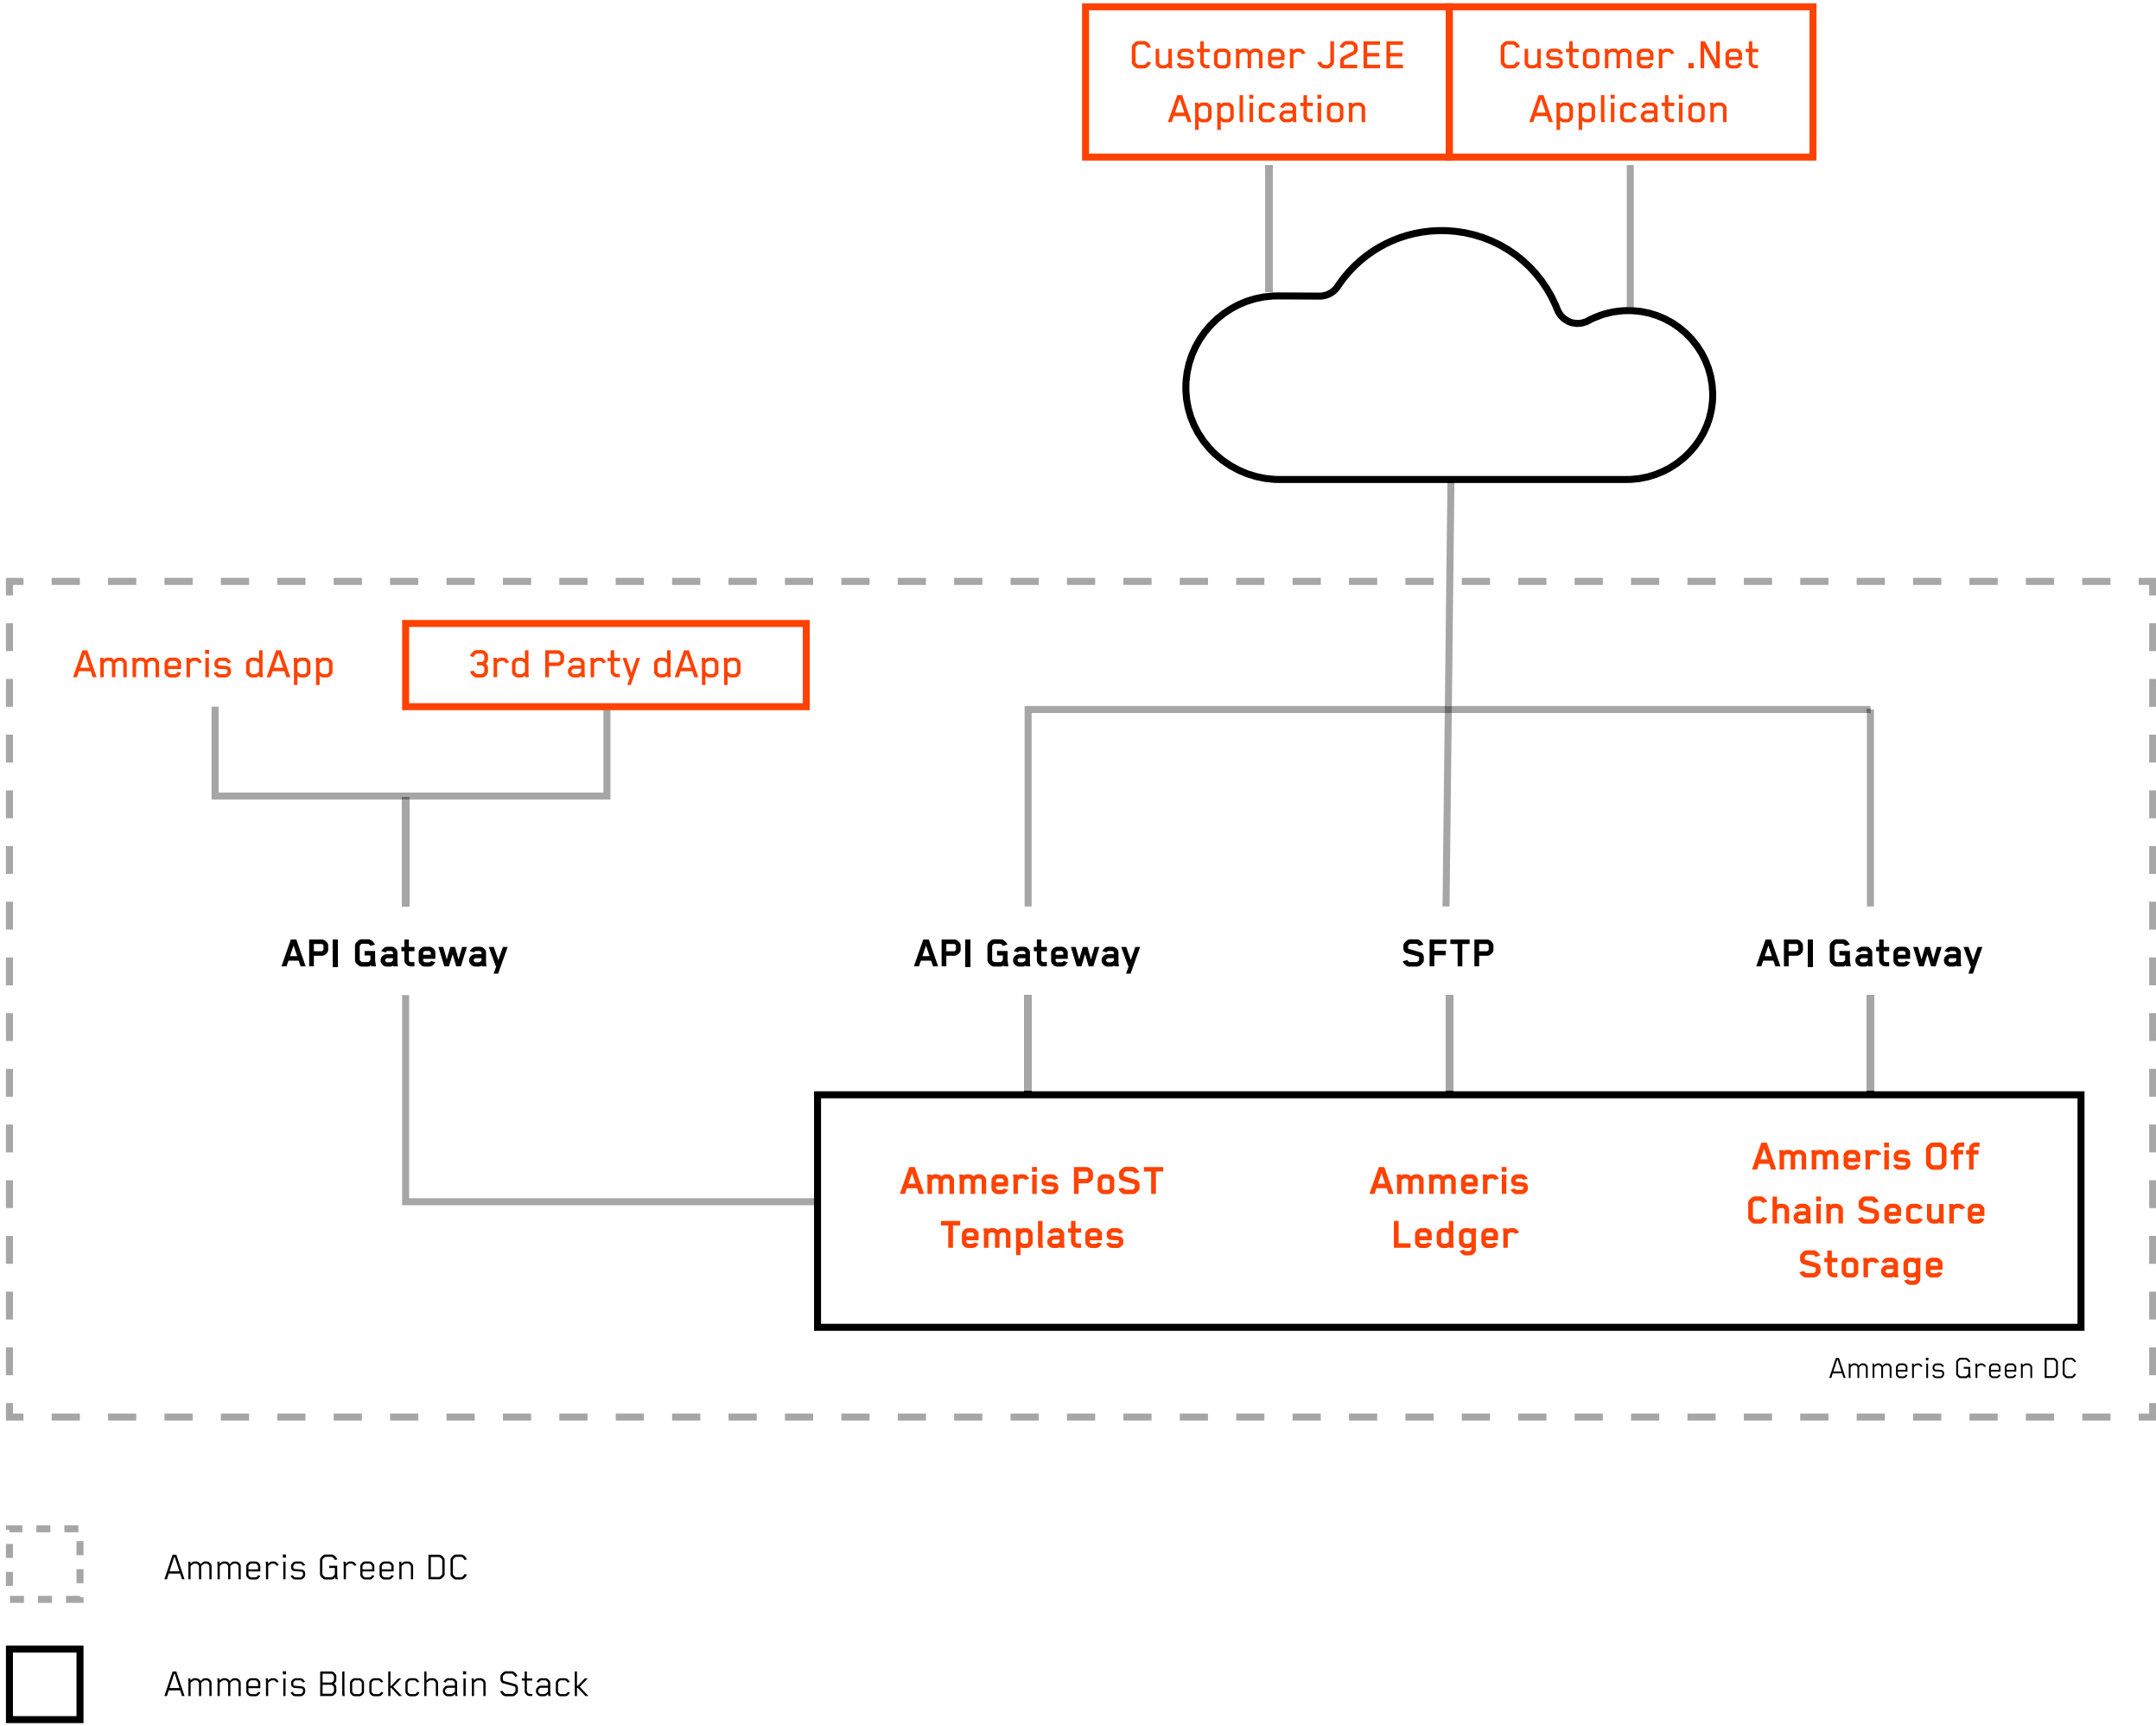 Customer J2EE
Application
Customer .Net
Application
Ammeris dApp
3rd Party dApp
API Gateway
API Gateway
SFTP
API Gateway
Ammeris PoST
Templates
Ammeris
Ledger
Ammeris Off
Chain Secure
Storage
Ammeris Green DC
Ammeris Green DC
Ammeris Blockchain Stack